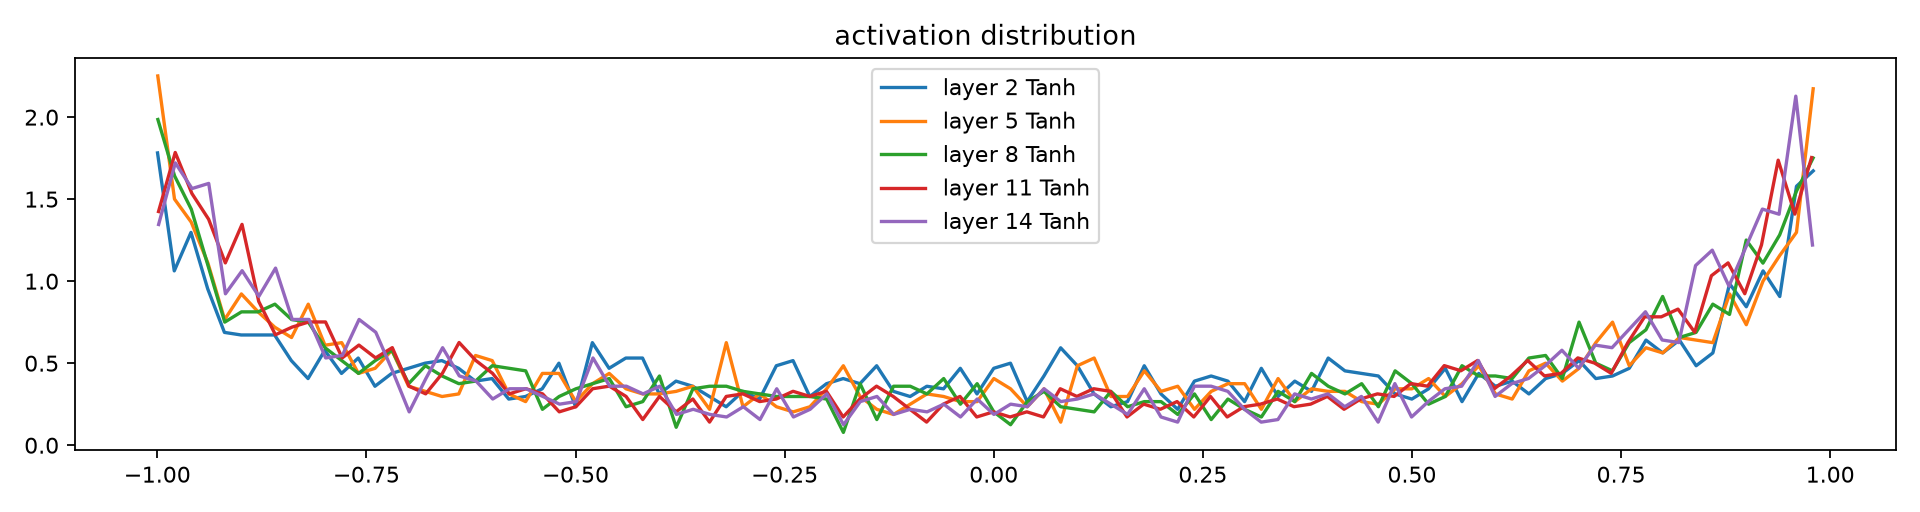 activation distribution
layer 2 Tanh
layer 5 Tanh
layer 8 Tanh
layer 11 Tanh
layer 14 Tanh
2.0
1.5
1.0
0.5
0.0
−1.00 −0.75 −0.50 −0.25 0.00 0.25 0.50 0.75 1.00